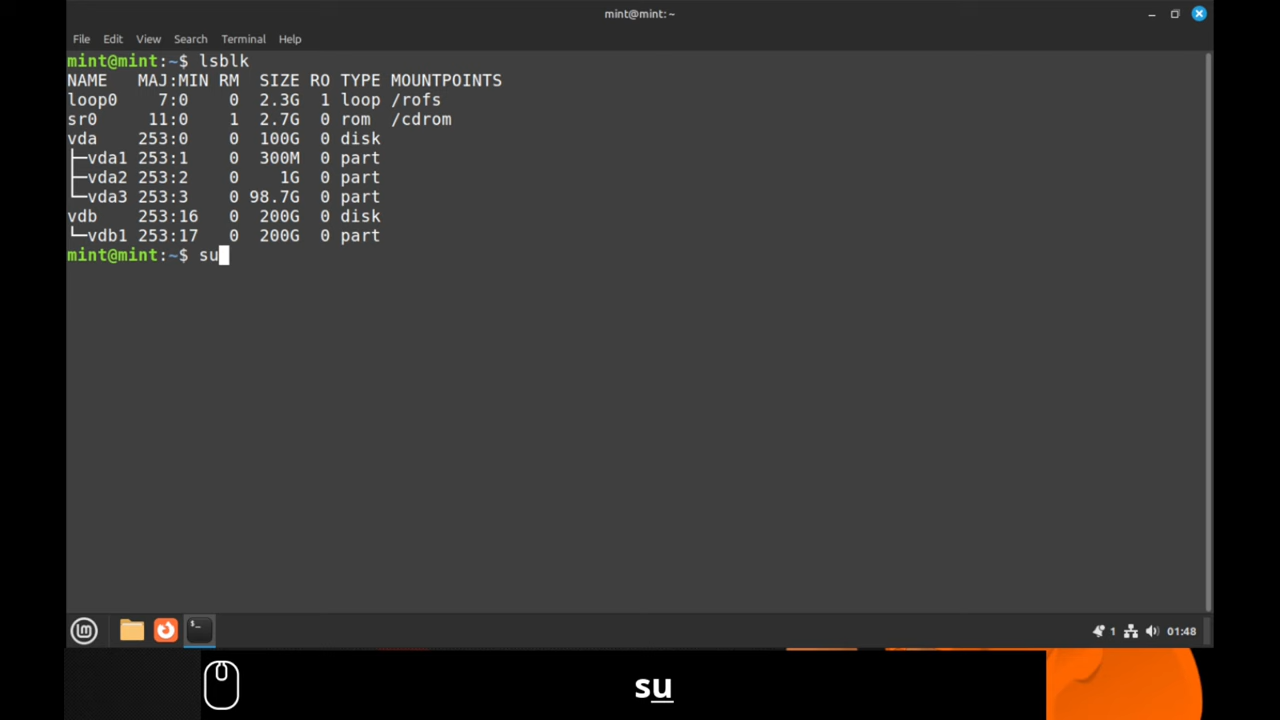 mint@mint: ~
File Edit View Search Terminal Help
mint@mint:~$ lsblk
NAME   MAJ:MIN RM  SIZE RO TYPE MOUNTPOINTS
loop0    7:0    0  2.3G  1 loop /rofs
sr0     11:0    1  2.7G  0 rom  /cdrom
vda    253:0    0  100G  0 disk
├─vda1 253:1    0  300M  0 part
├─vda2 253:2    0    1G  0 part
└─vda3 253:3    0 98.7G  0 part
vdb    253:16   0  200G  0 disk
└─vdb1 253:17   0  200G  0 part
mint@mint:~$ su
1 01:48
su